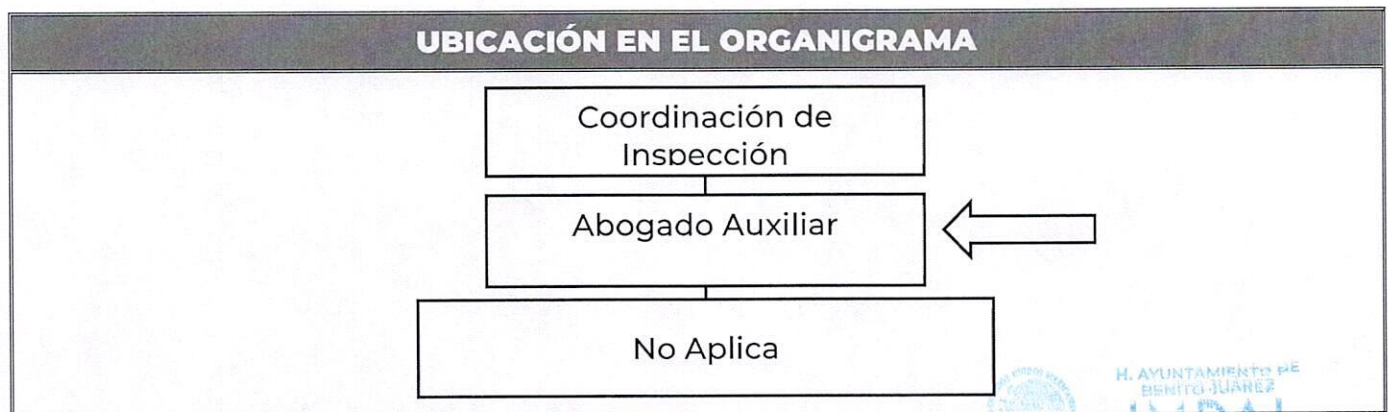 UBICACIÓN EN EL ORGANIGRAMA
Coordinación de
Inspección
Abogado Auxiliar
No Aplica
H. AYUNTAMIENTO DE
BENITO JUÁREZ